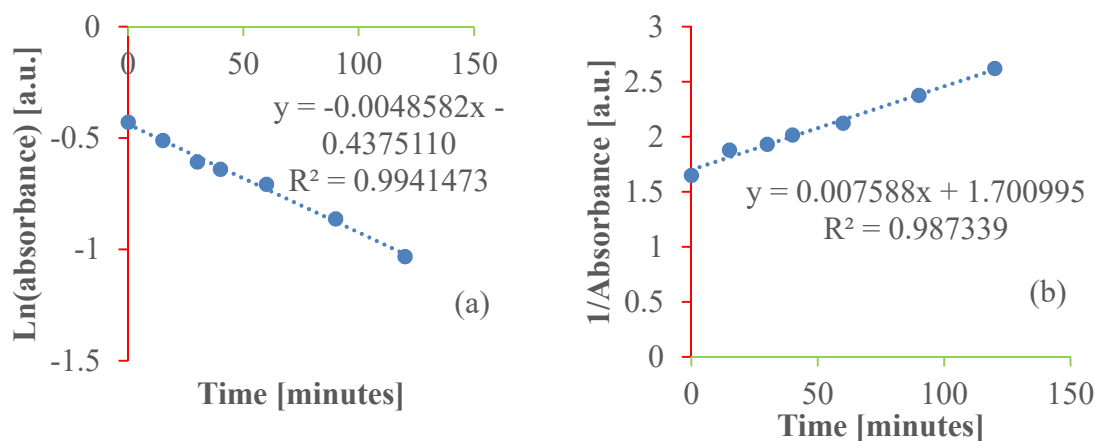 0
0
50
100
150
y = -0.0048582x -
0.4375110
R² = 0.9941473
-0.5
-1
-1.5
Ln(absorbance) [a.u.]
(a)
Time [minutes]
3
2.5
2
1.5
1
0.5
0
1/Absorbance [a.u.]
y = 0.007588x + 1.700995
R² = 0.987339
(b)
0
50
100
150
Time [minutes]